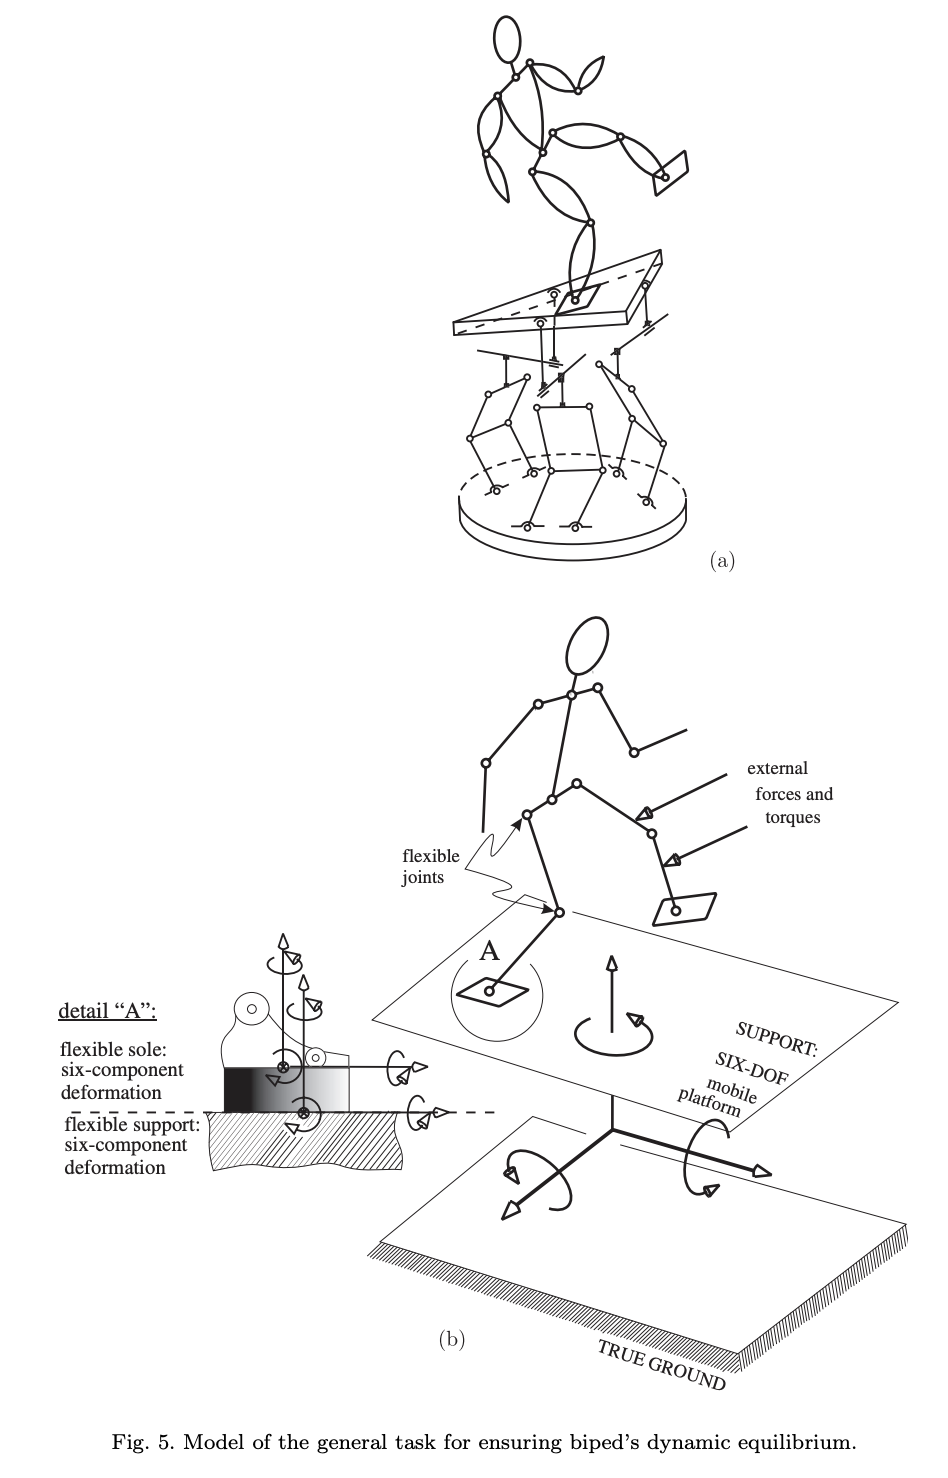 (a)
external
forces and
torques
flexible
joints
A
detail “A”:
flexible sole:
six-component
deformation
flexible support:
six-component
deformation
SUPPORT:
SIX-DOF
mobile
platform
(b)
TRUE GROUND
Fig. 5. Model of the general task for ensuring biped’s dynamic equilibrium.